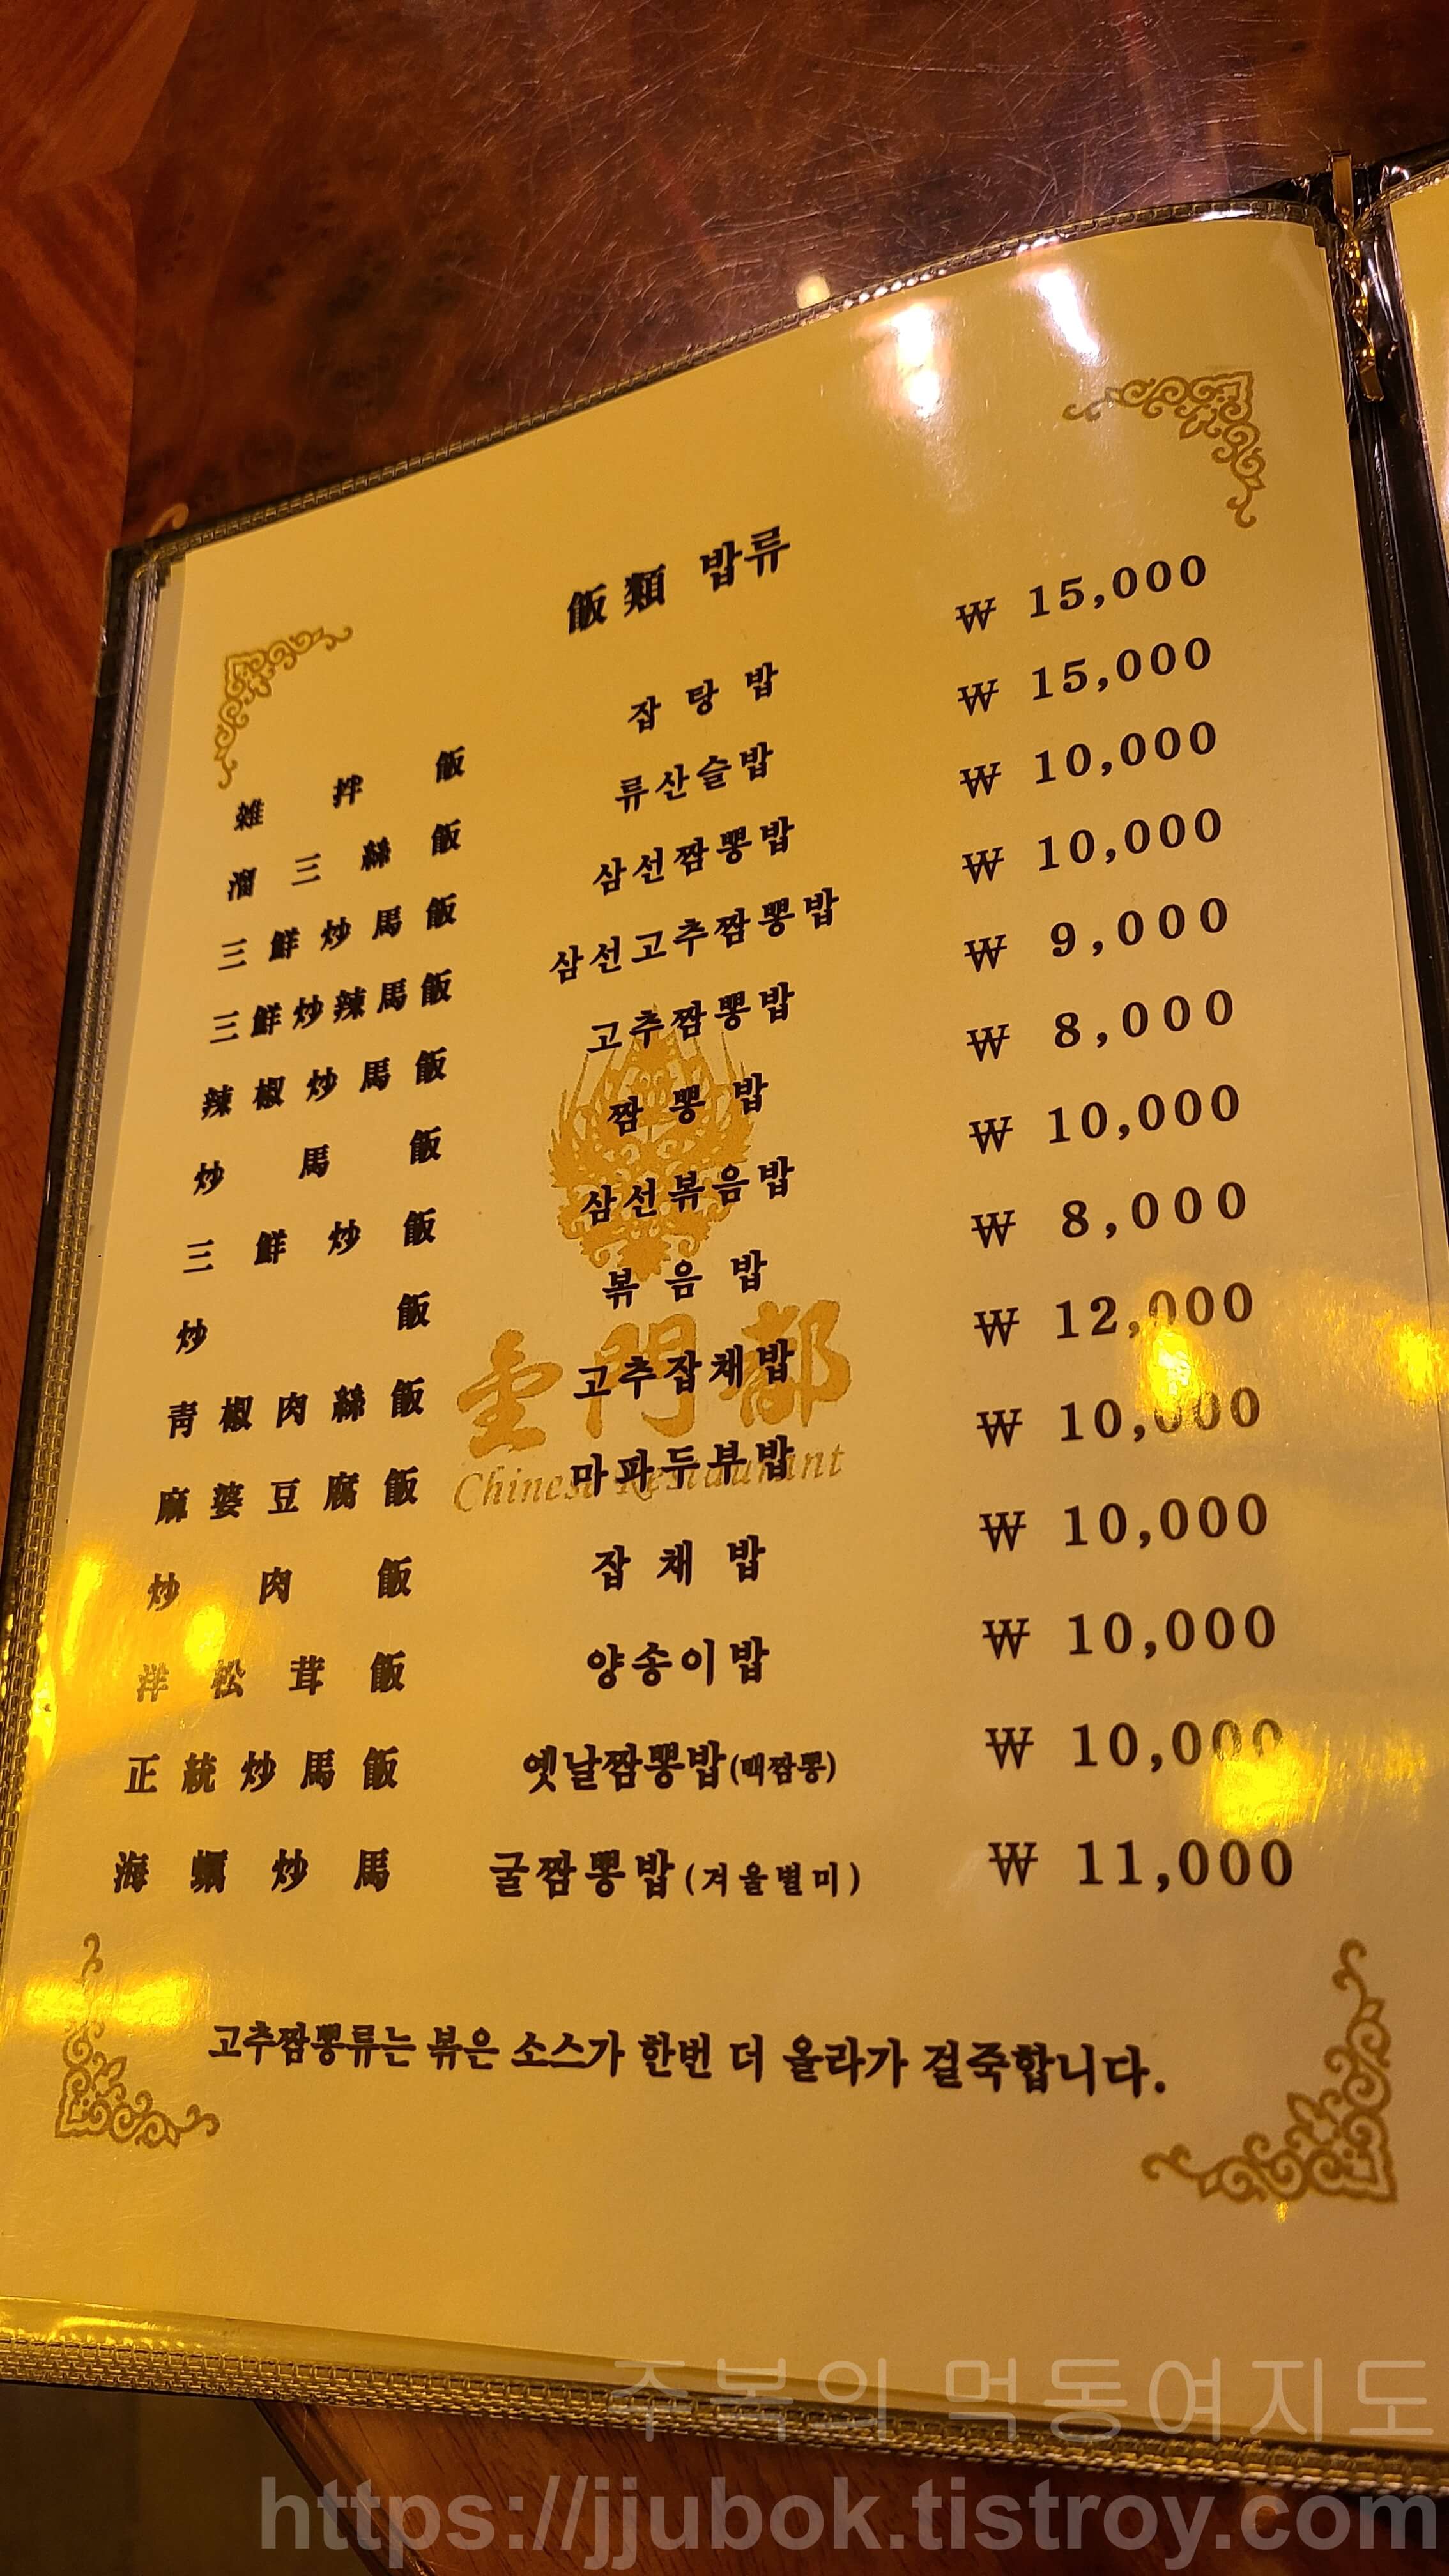 飯類 밥류
雜拌飯 잡탕밥 ₩ 15,000
溜三絲飯 류산슬밥 ₩ 15,000
三鮮炒馬飯 삼선짬뽕밥 ₩ 10,000
三鮮炒辣馬飯 삼선고추짬뽕밥 ₩ 10,000
辣椒炒馬飯 고추짬뽕밥 ₩ 9,000
炒馬飯 짬뽕밥 ₩ 8,000
三鮮炒飯 삼선볶음밥 ₩ 10,000
炒飯 볶음밥 ₩ 8,000
靑椒肉絲飯 고추잡채밥 ₩ 12,000
門都
Chinese Restaurant
麻婆豆腐飯 마파두부밥 ₩ 10,000
炒肉飯 잡채밥 ₩ 10,000
洋松茸飯 양송이밥 ₩ 10,000
正統炒馬飯 옛날짬뽕밥(백짬뽕) ₩ 10,000
海蠣炒馬 굴짬뽕밥(겨울별미) ₩ 11,000
고추짬뽕류는 볶은 소스가 한번 더 올라가 걸죽합니다.
주복의 먹동여지도
https://jjubok.tistroy.com